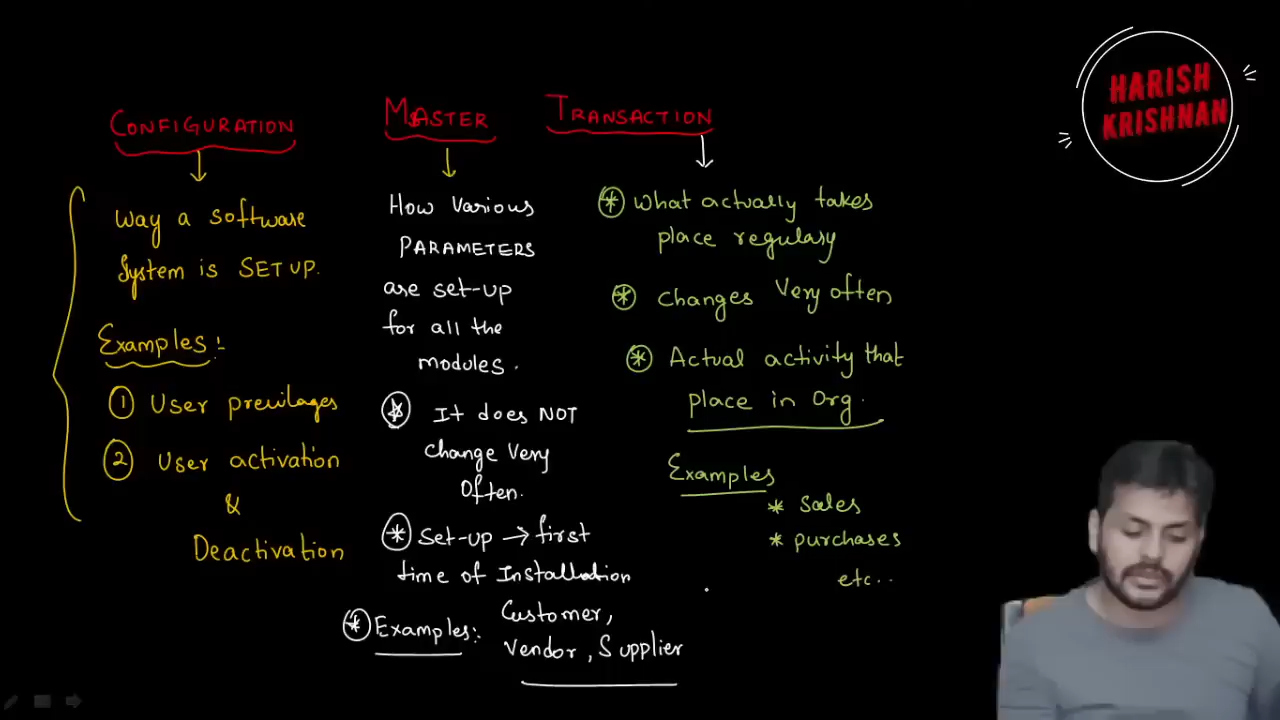 HARISH
KRISHNAN
CONFIGURATION
Way a software
System is SETUP.
Examples:
① User previlages
② User activation
&
Deactivation
MASTER
How Various
PARAMETERS
are set-up
for all the
modules.
* It does NOT
change Very
Often.
* Set-up → first
time of Installation
* Examples:
Customer,
Vendor, Supplier
TRANSACTION
* What actually takes
place regulary
* changes Very often
* Actual activity that
place in Org.
Examples
* sales
* purchases
etc..